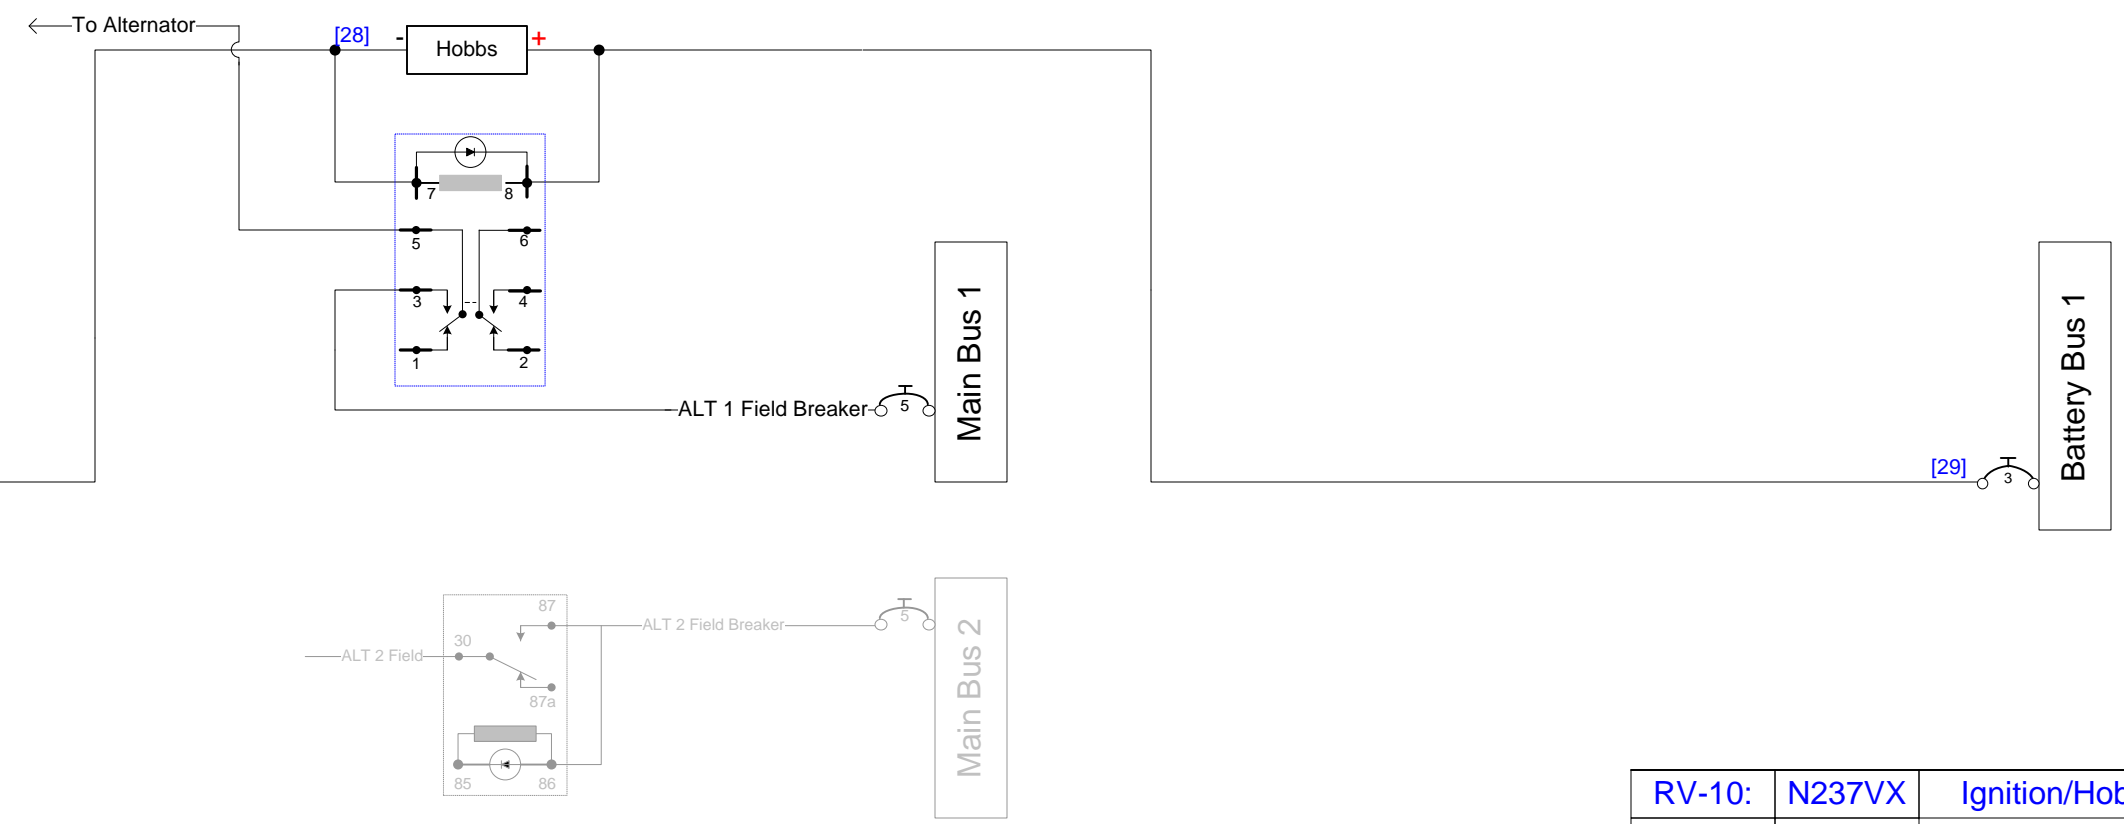 To Alternator
[28] - Hobbs +
7 8
5 6
3 4
1 2
ALT 1 Field Breaker 5
Main Bus 1
[29] 3
Battery Bus 1
87
30
ALT 2 Field
87a
85 86
ALT 2 Field Breaker 5
Main Bus 2
RV-10: N237VX Ignition/Hob